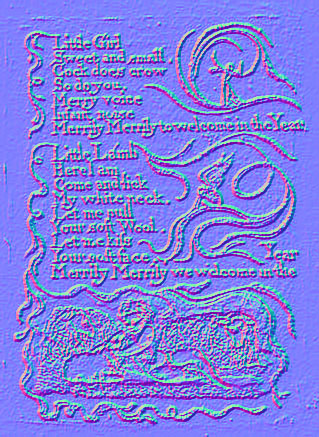 Little Girl
Sweet and small.
Cock does crow
So do you.
Merry voice
Infant noise
Merrily Merrily to welcome in the Year.
Little Lamb
Here I am.
Come and lick
My white neck.
Let me pull
Your soft Wool.
Let me kiss
Your soft face
Merrily Merrily we welcome in the Year